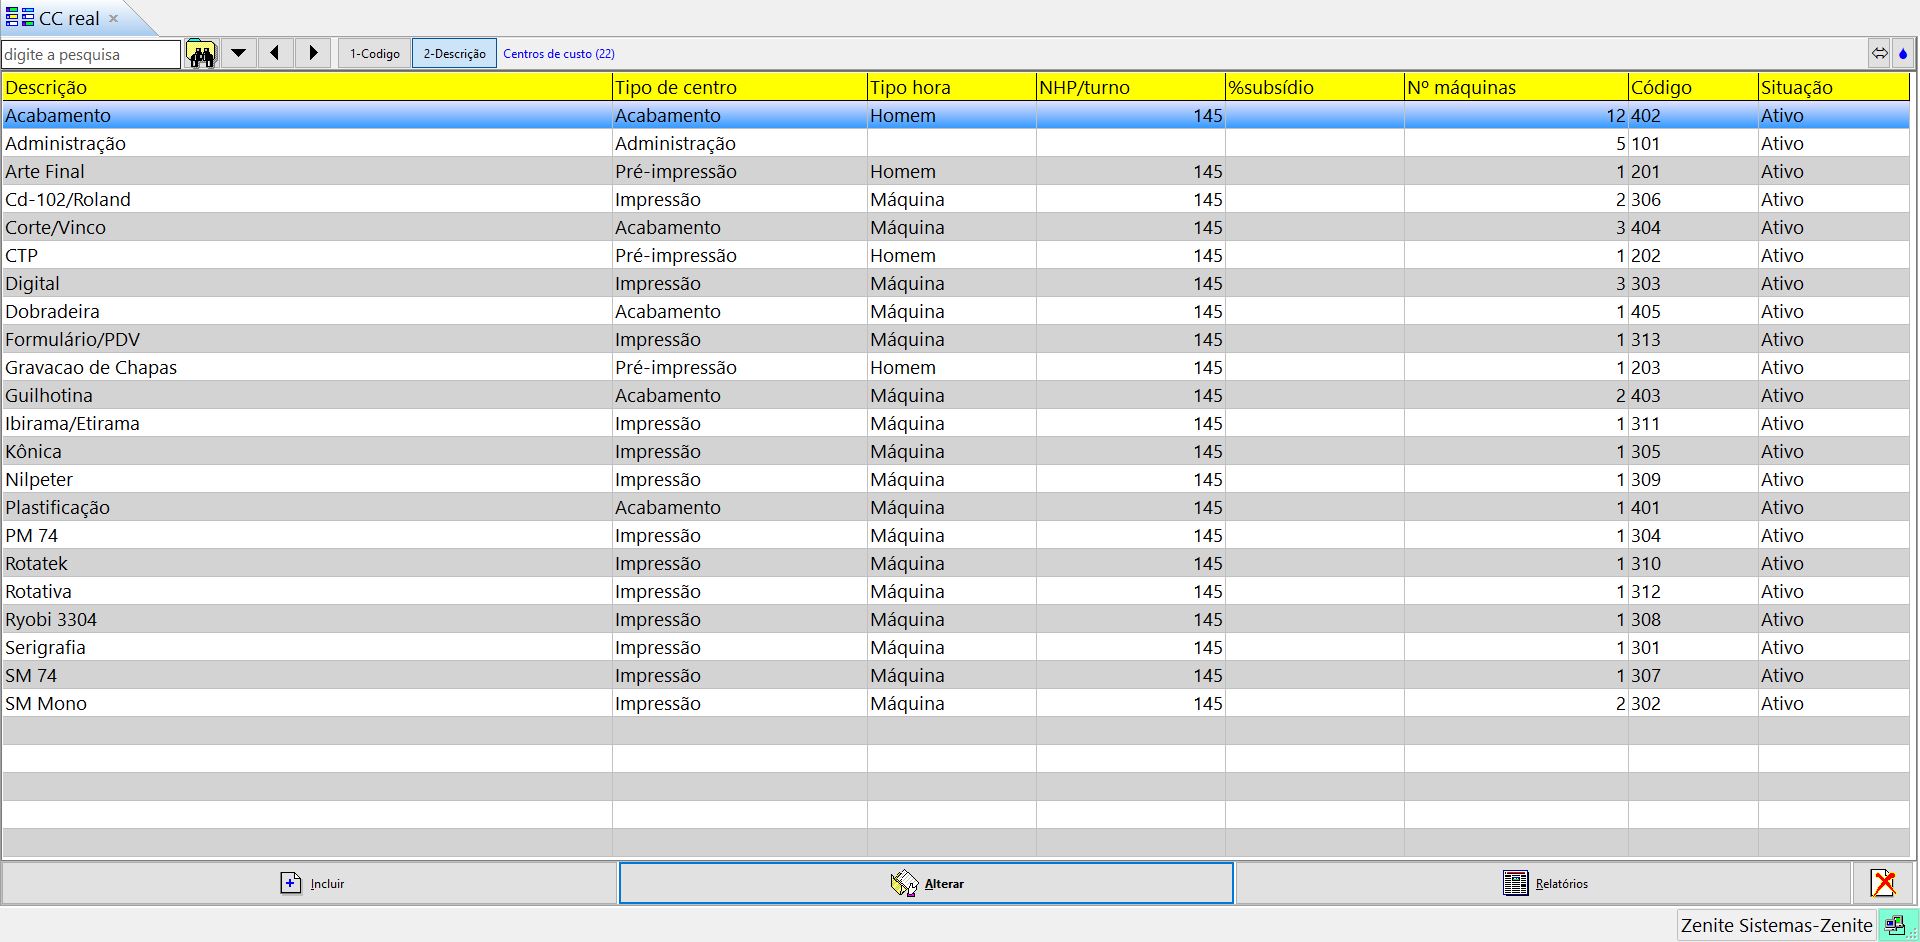 CC real
digite a pesquisa 1-Codigo 2-Descrição Centros de custo (22)
Descrição Tipo de centro Tipo hora NHP/turno %subsídio Nº máquinas Código Situação
Acabamento Acabamento Homem 145 12 402 Ativo
Administração Administração 5 101 Ativo
Arte Final Pré-impressão Homem 145 1 201 Ativo
Cd-102/Roland Impressão Máquina 145 2 306 Ativo
Corte/Vinco Acabamento Máquina 145 3 404 Ativo
CTP Pré-impressão Homem 145 1 202 Ativo
Digital Impressão Máquina 145 3 303 Ativo
Dobradeira Acabamento Máquina 145 1 405 Ativo
Formulário/PDV Impressão Máquina 145 1 313 Ativo
Gravacao de Chapas Pré-impressão Homem 145 1 203 Ativo
Guilhotina Acabamento Máquina 145 2 403 Ativo
Ibirama/Etirama Impressão Máquina 145 1 311 Ativo
Kônica Impressão Máquina 145 1 305 Ativo
Nilpeter Impressão Máquina 145 1 309 Ativo
Plastificação Acabamento Máquina 145 1 401 Ativo
PM 74 Impressão Máquina 145 1 304 Ativo
Rotatek Impressão Máquina 145 1 310 Ativo
Rotativa Impressão Máquina 145 1 312 Ativo
Ryobi 3304 Impressão Máquina 145 1 308 Ativo
Serigrafia Impressão Máquina 145 1 301 Ativo
SM 74 Impressão Máquina 145 1 307 Ativo
SM Mono Impressão Máquina 145 2 302 Ativo
Incluir Alterar Relatórios
Zenite Sistemas-Zenite